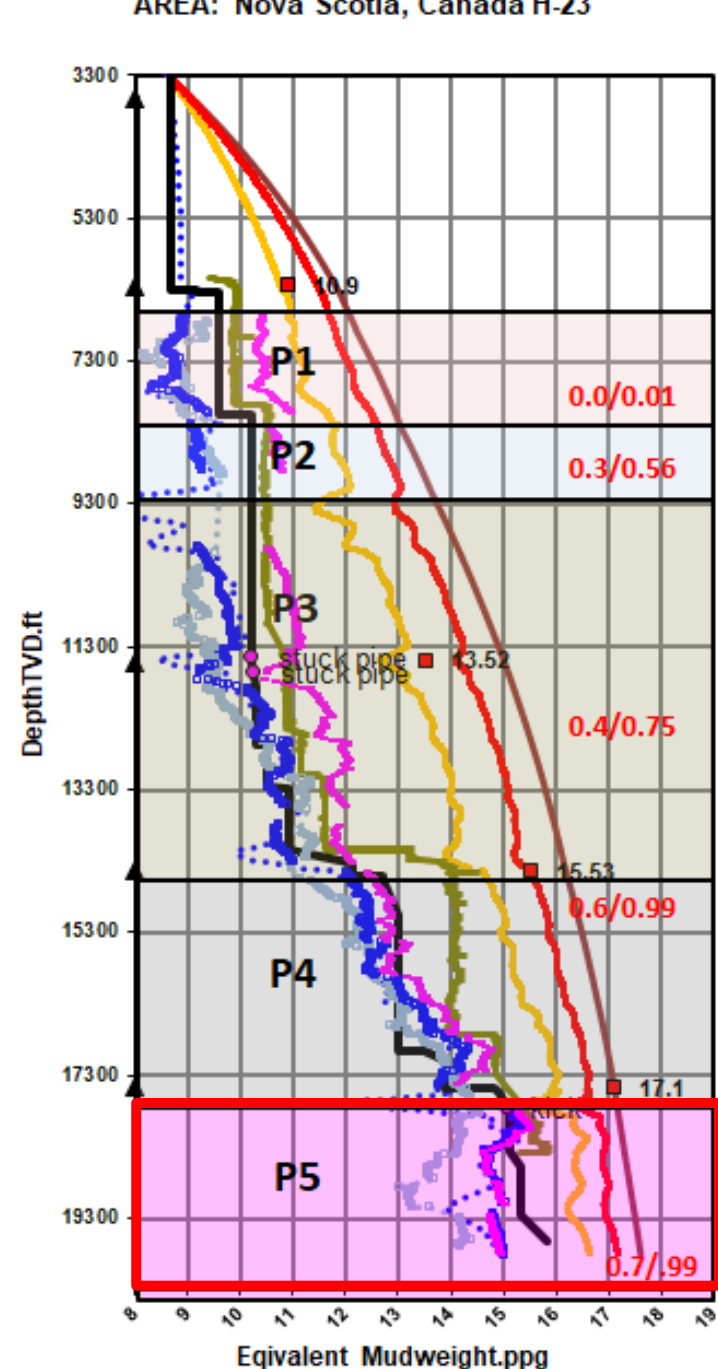 AREA: Nova Scotia, Canada H-23
3300
5300
10.9
7300
P1
0.0/0.01
P2
0.3/0.56
9300
P3
11300
stuck pipe
13.52
stuck pipe
0.4/0.75
13300
15.53
0.6/0.99
15300
P4
17300
17.1
kick
P5
19300
0.7/.99
DepthTVD.ft
8 9 10 11 12 13 14 15 16 17 18 19
Eqivalent Mudweight.ppg